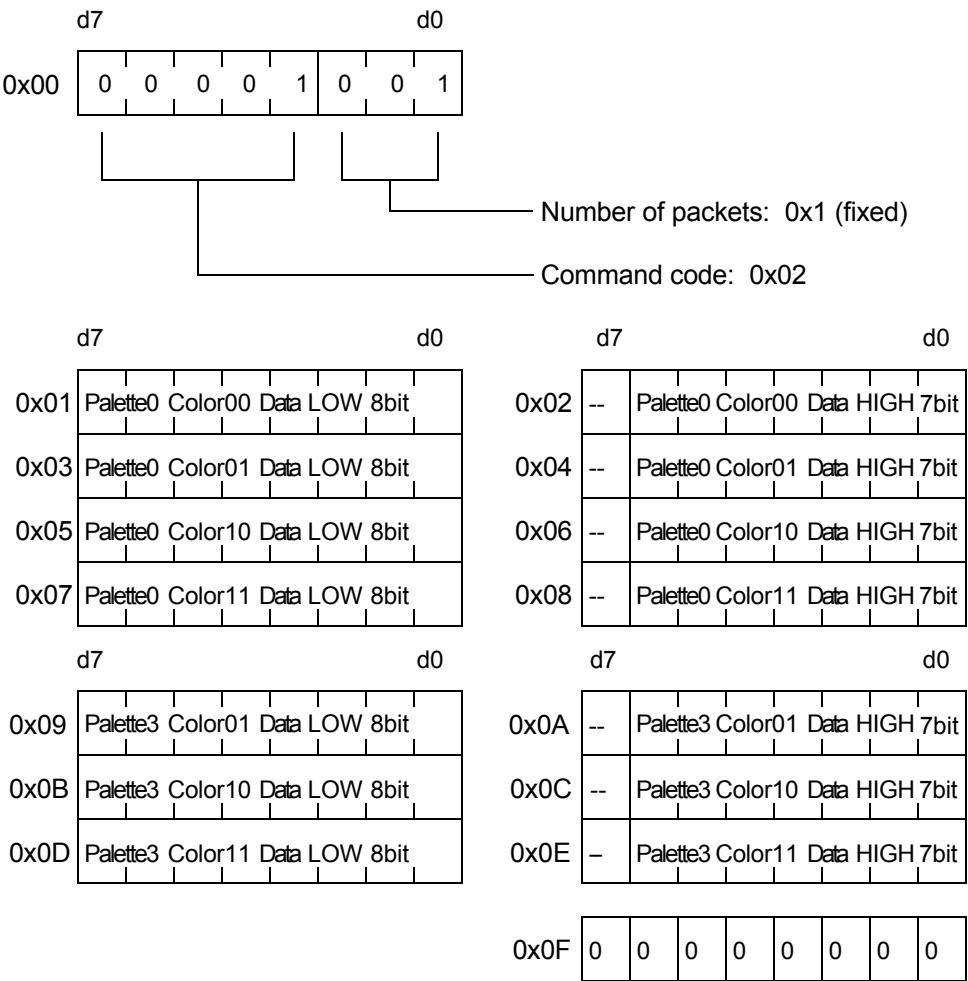 d7 d0
0x00 0 0 0 0 1 0 0 1
Number of packets: 0x1 (fixed)
Command code: 0x02
d7 d0 d7 d0
0x01 Palette0 Color00 Data LOW 8bit 0x02 -- Palette0 Color00 Data HIGH 7bit
0x03 Palette0 Color01 Data LOW 8bit 0x04 -- Palette0 Color01 Data HIGH 7bit
0x05 Palette0 Color10 Data LOW 8bit 0x06 -- Palette0 Color10 Data HIGH 7bit
0x07 Palette0 Color11 Data LOW 8bit 0x08 -- Palette0 Color11 Data HIGH 7bit
d7 d0 d7 d0
0x09 Palette3 Color01 Data LOW 8bit 0x0A -- Palette3 Color01 Data HIGH 7bit
0x0B Palette3 Color10 Data LOW 8bit 0x0C -- Palette3 Color10 Data HIGH 7bit
0x0D Palette3 Color11 Data LOW 8bit 0x0E – Palette3 Color11 Data HIGH 7bit
0x0F 0 0 0 0 0 0 0 0